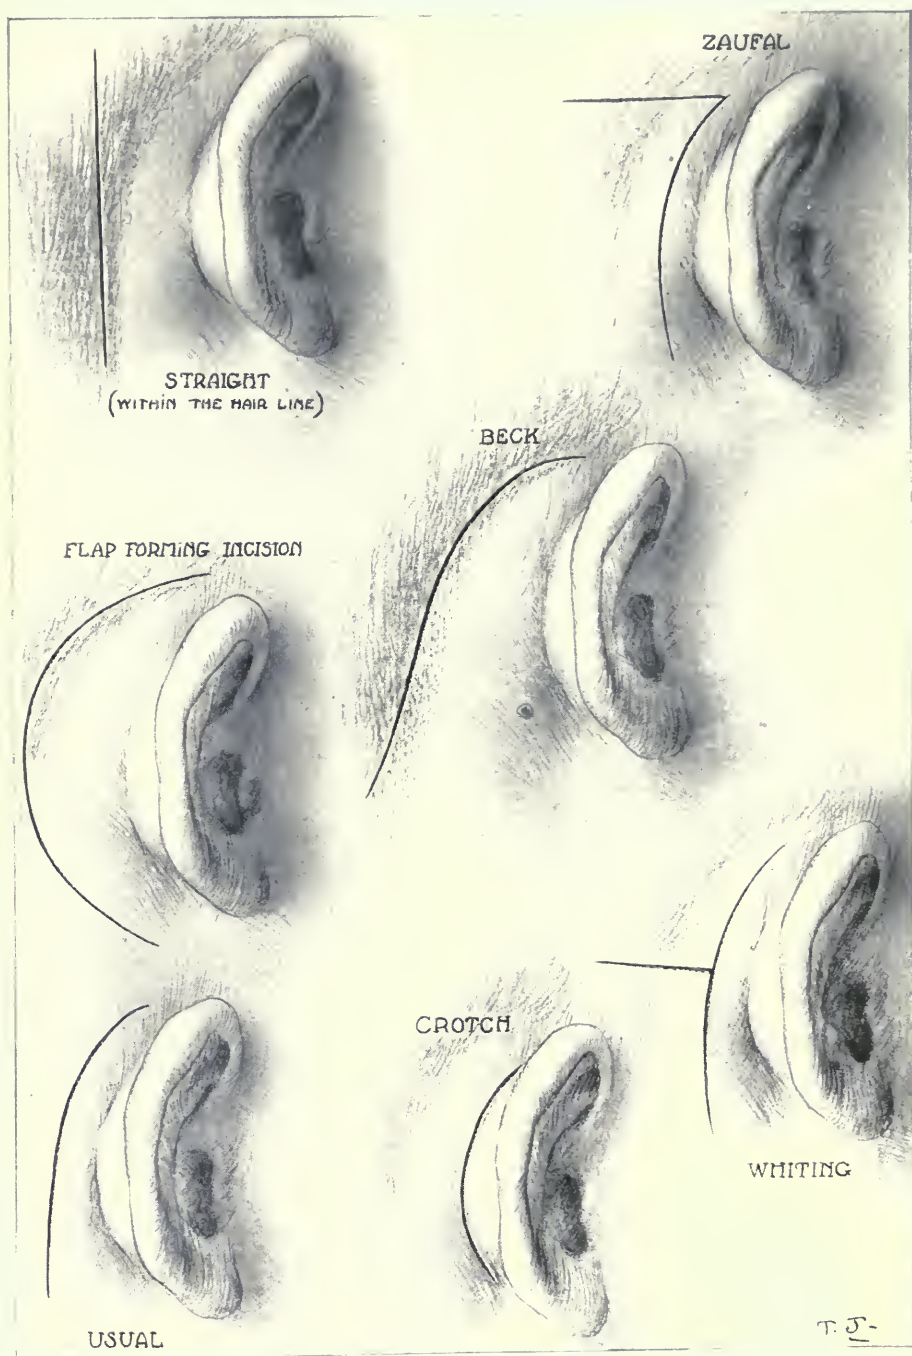 ZAUFAL
STRAIGHT
(WITHIN THE HAIR LINE)
BECK
FLAP FORMING INCISION
CROTCH
WHITING
USUAL
T. J-